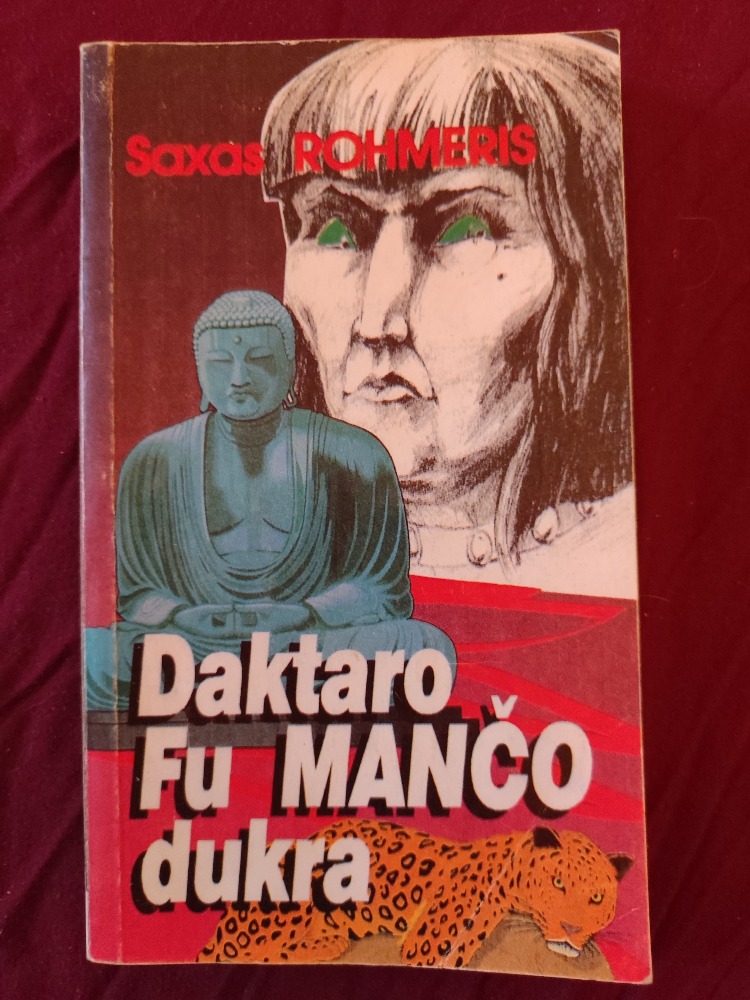 Saxas ROHMERIS
Daktaro
Fu MANČO
dukra